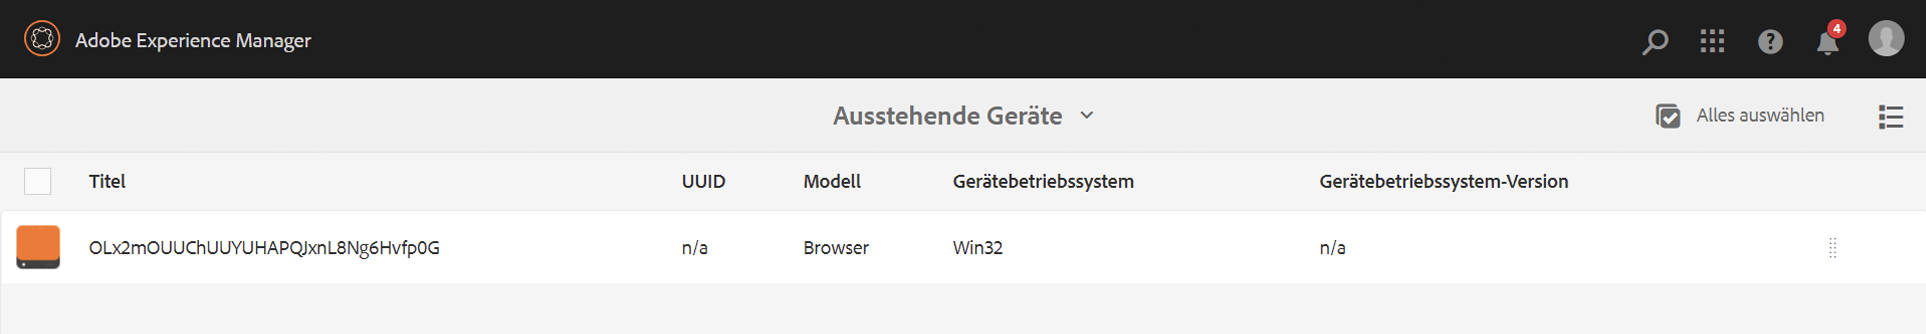 Adobe Experience Manager
4
Ausstehende Geräte
Alles auswählen
Titel UUID Modell Gerätebetriebssystem Gerätebetriebssystem-Version
OLx2mOUUChUUYUHAPQJxnL8Ng6Hvfp0G n/a Browser Win32 n/a